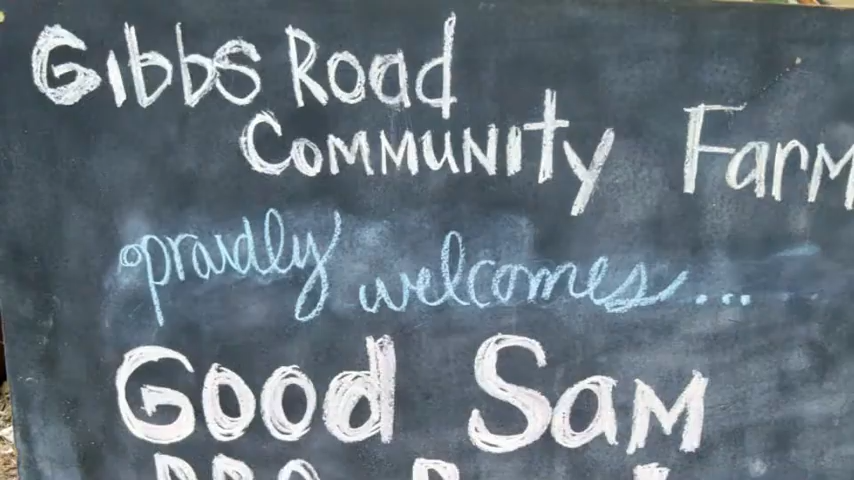 Gibbs Road
Community Farm
proudly welcomes...
Good Sam